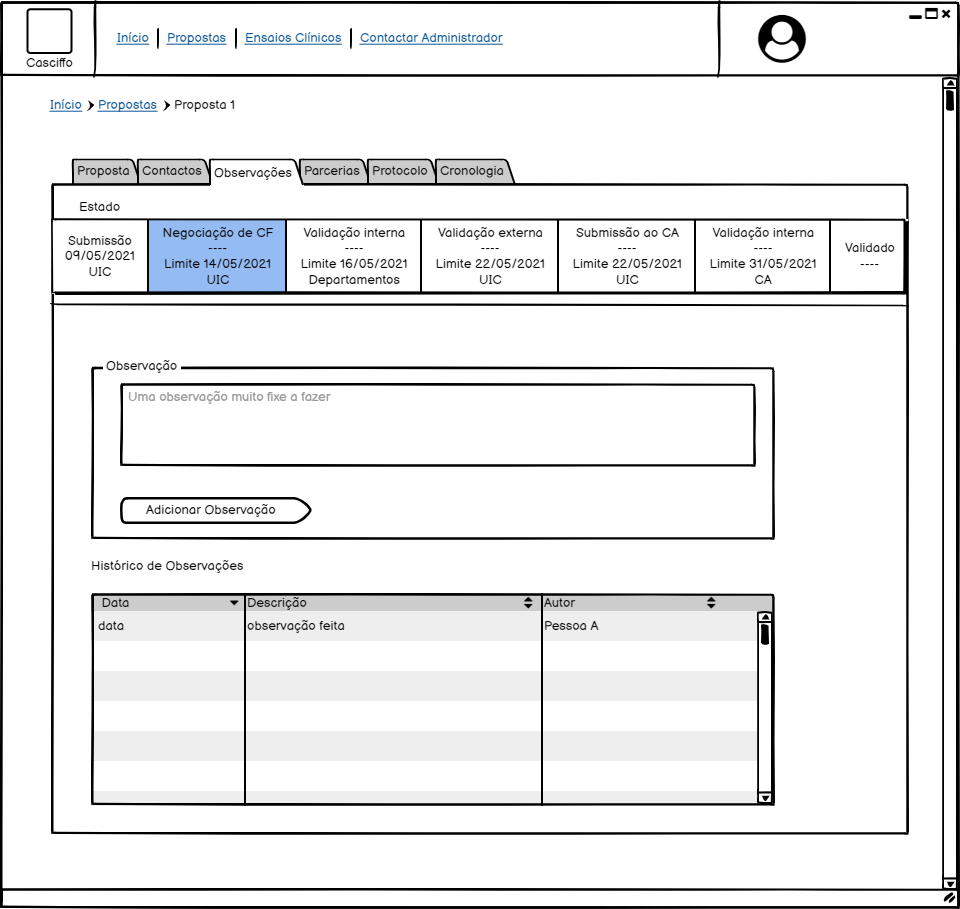 Casciffo
Início Propostas Ensaios Clínicos Contactar Administrador
Início Propostas Proposta 1
Proposta Contactos Observações Parcerias Protocolo Cronologia
Estado
Submissão
09/05/2021
UIC
Negociação de CF
----
Limite 14/05/2021
UIC
Validação interna
----
Limite 16/05/2021
Departamentos
Validação externa
----
Limite 22/05/2021
UIC
Submissão ao CA
----
Limite 22/05/2021
UIC
Validação interna
----
Limite 31/05/2021
CA
Validado
----
Observação
Uma observação muito fixe a fazer
Adicionar Observação
Histórico de Observações
Data Descrição Autor
data observação feita Pessoa A